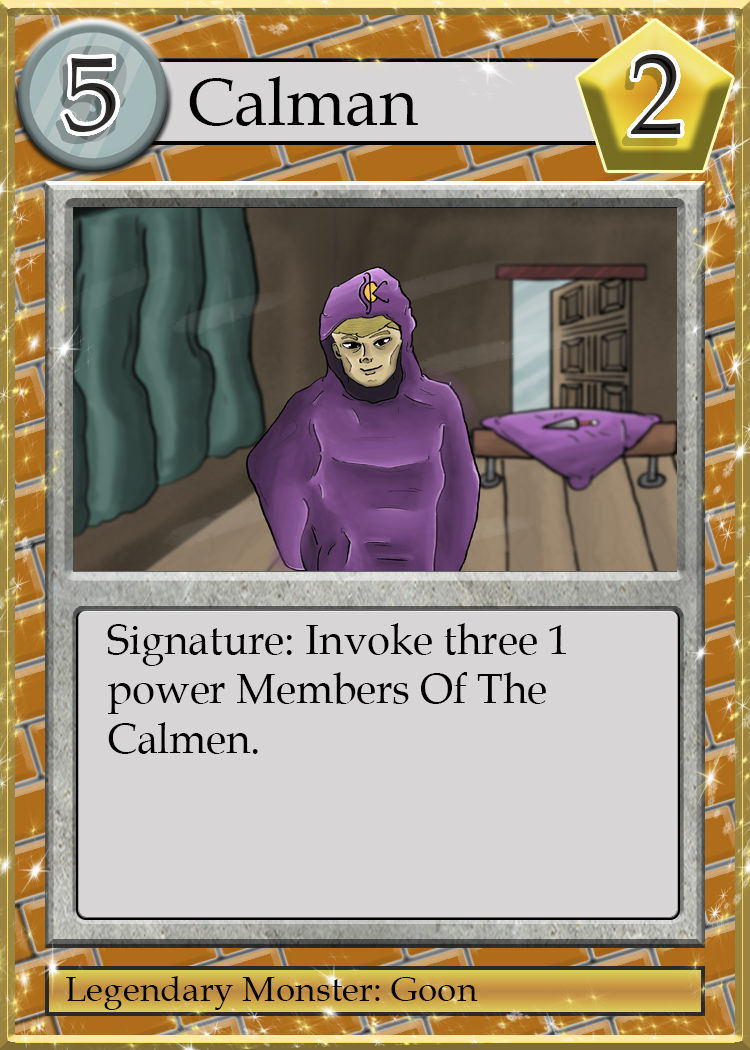 5 Calman 2
Signature: Invoke three 1
power Members Of The
Calmen.
Legendary Monster: Goon